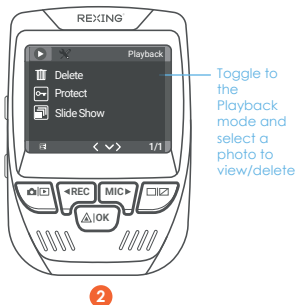 REXING
Playback
Delete
Protect
Slide Show
1/1
◄REC
MIC►
|OK
Toggle to
the
Playback
mode and
select a
photo to
view/delete
2